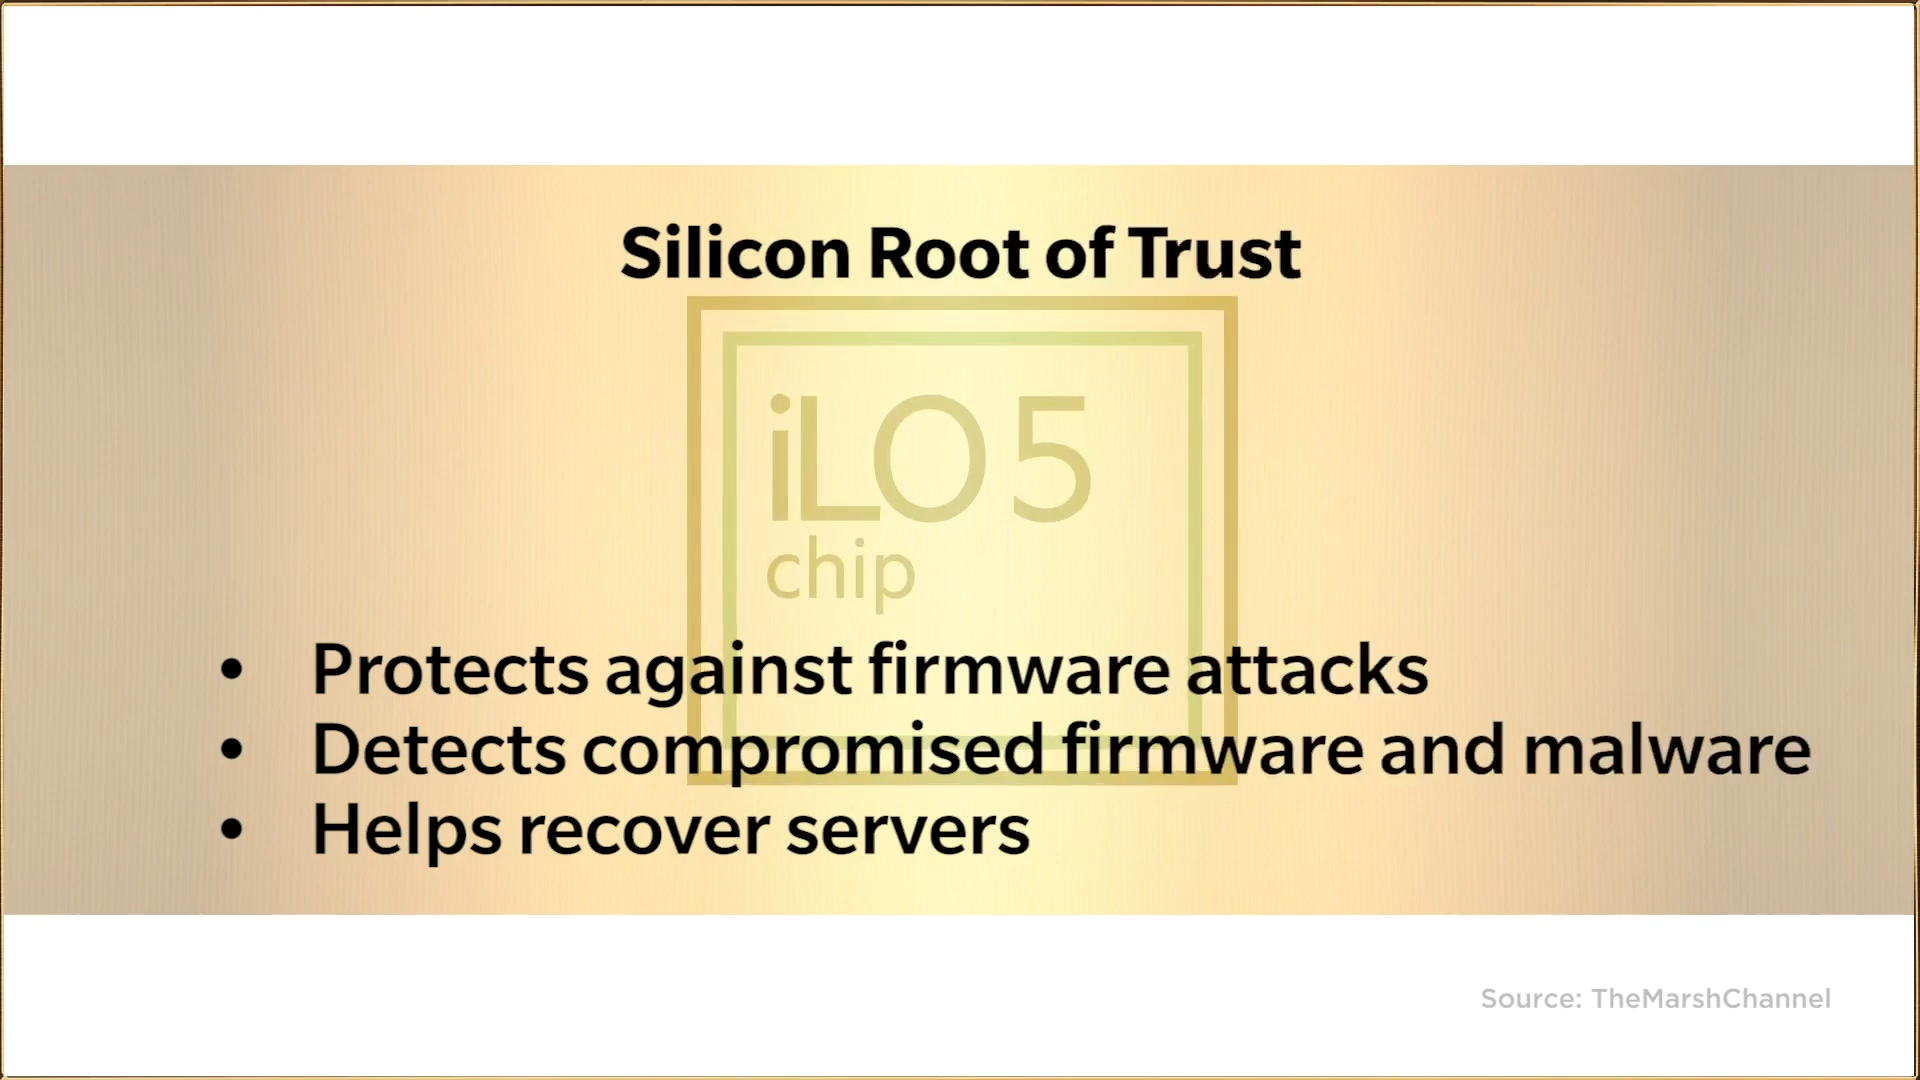 Silicon Root of Trust
iLO 5
chip
• Protects against firmware attacks
• Detects compromised firmware and malware
• Helps recover servers
Source: TheMarshChannel